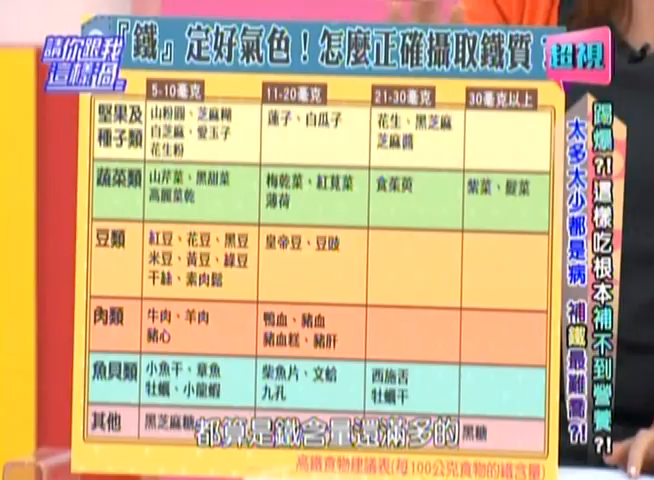 請你跟我
這樣過
『鐵』定好氣色！怎麼正確攝取鐵質？
超視
5-10毫克
11-20毫克
21-30毫克
30毫克以上
堅果及
種子類
山粉圓、芝麻糊
白芝麻、愛玉子
花生粉
蓮子、白瓜子
花生、黑芝麻
芝麻醬
蔬菜類
山芹菜、黑甜菜
高麗菜乾
梅乾菜、紅莧菜
薄荷
食茱萸
紫菜、髮菜
豆類
紅豆、花豆、黑豆
米豆、黃豆、綠豆
干絲、素肉鬆
皇帝豆、豆豉
肉類
牛肉、羊肉
豬心
鴨血、豬血
豬血糕、豬肝
魚貝類
小魚干、章魚
牡蠣、小龍蝦
柴魚片、文蛤
九孔
西施舌
牡蠣干
其他
黑芝麻糖
黑糖
都算是鐵含量還滿多的
高鐵食物建議表(每100公克食物的鐵含量)
踢爆?!這樣吃根本補不到營養?!
太多太少都是病 補鐵最難喬?!